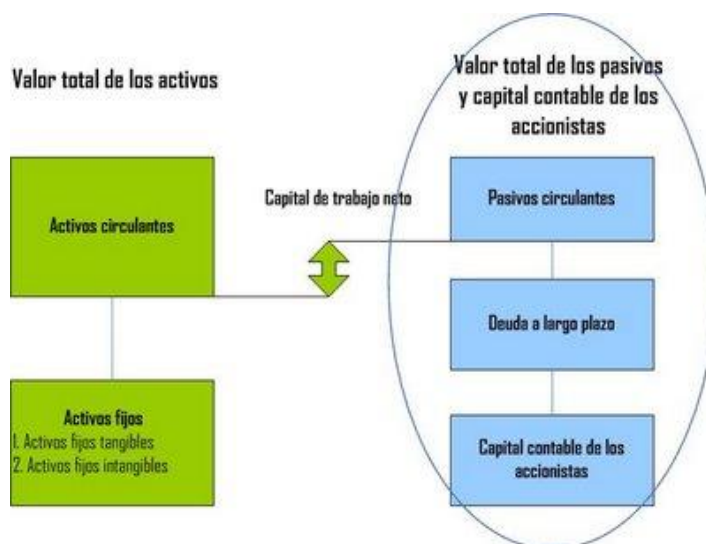 Valor total de los activos
Activos circulantes
Activos fijos
1. Activos fijos tangibles
2. Activos fijos intangibles
Capital de trabajo neto
Valor total de los pasivos
y capital contable de los
accionistas
Pasivos circulantes
Deuda a largo plazo
Capital contable de los
accionistas